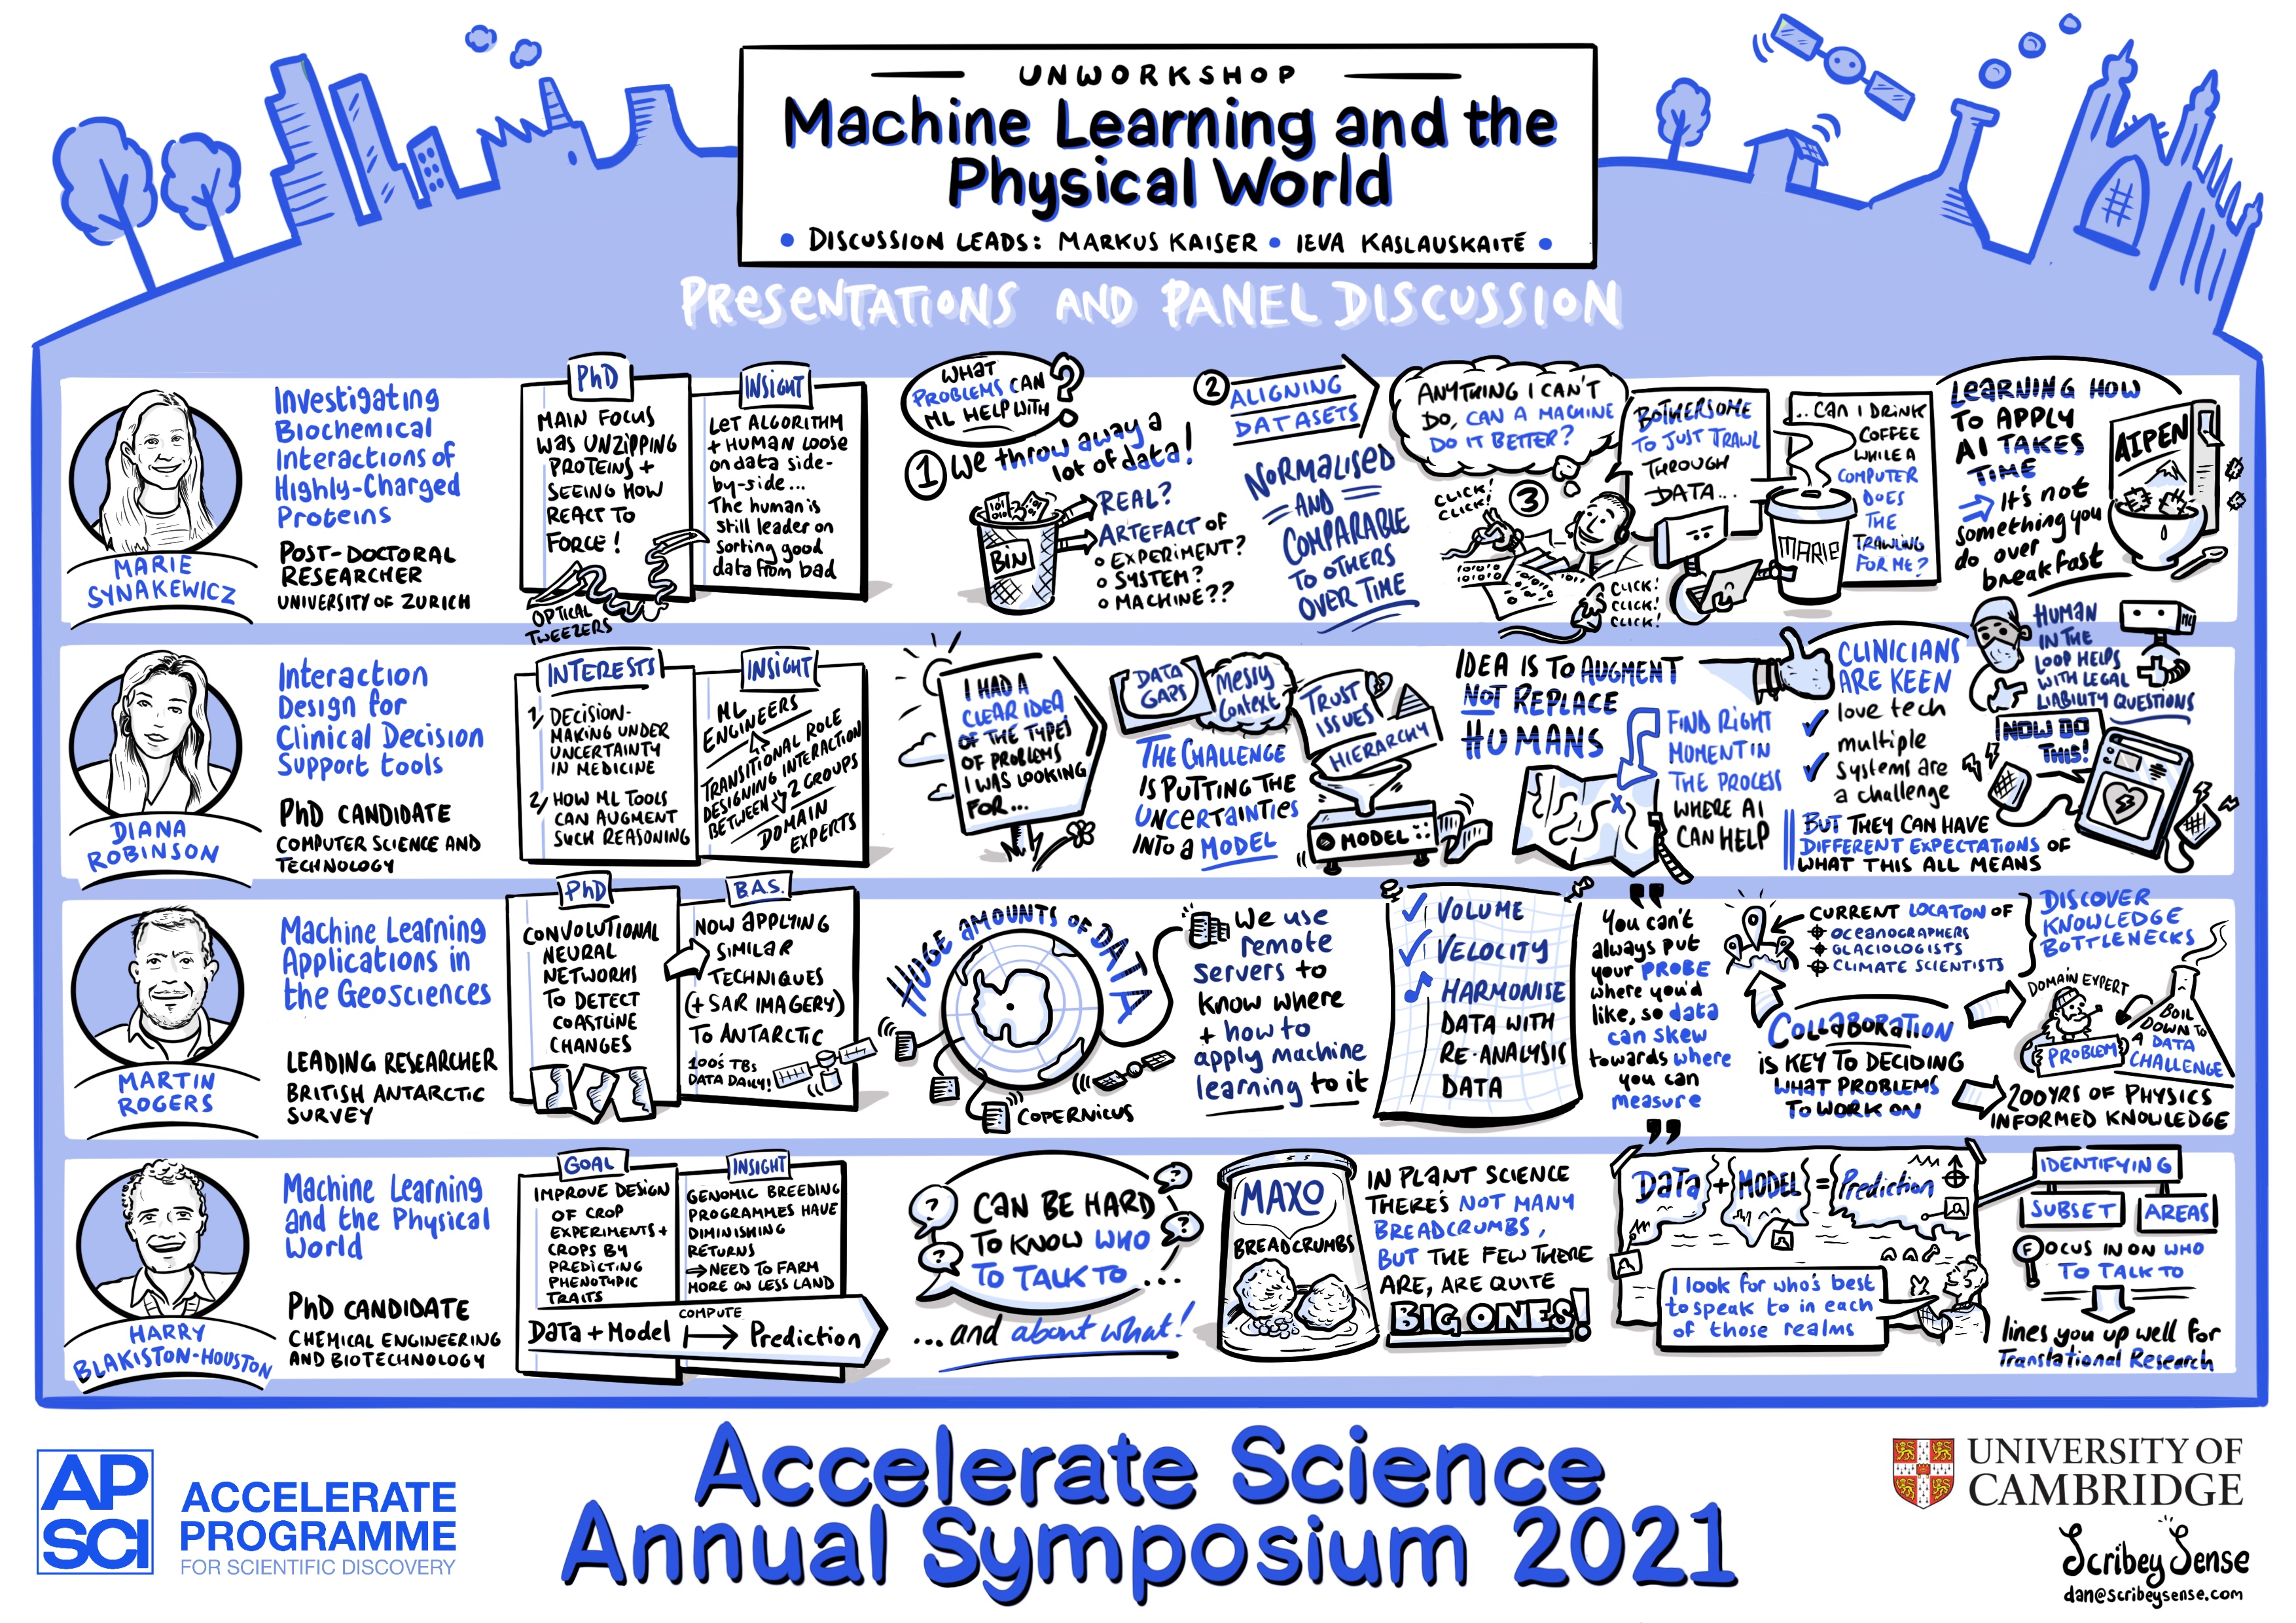 UNWORKSHOP
Machine Learning and the
Physical World
• DISCUSSION LEADS: MARKUS KAISER • IEVA KASLAUSKAITĖ •
PRESENTATIONS AND PANEL DISCUSSION
MARIE
SYNAKEWICZ
Investigating
Biochemical
Interactions of
Highly-Charged
Proteins
POST-DOCTORAL
RESEARCHER
UNIVERSITY OF ZURICH
PhD
MAIN FOCUS
WAS UNZIPPING
PROTEINS +
SEEING HOW
REACT TO
FORCE!
OPTICAL
TWEEZERS
INSIGHT
LET ALGORITHM
+ HUMAN LOOSE
on data side-
by-side...
The human is
still leader on
sorting good
data from bad
WHAT
PROBLEMS CAN
ML HELP WITH
?
1 We throw away a
lot of data!
BIN
REAL?
ARTEFACT OF
o EXPERIMENT?
o SYSTEM?
o MACHINE??
2 ALIGNING
DATASETS
NORMALISED
AND
COMPARABLE
TO OTHERS
OVER TIME
ANYTHING I CAN'T
DO, CAN A MACHINE
DO IT BETTER?
CLICK!
CLICK!
3
CLICK!
CLICK!
CLICK!
BOTHERSOME
TO JUST TRAWL
THROUGH
DATA...
MARIE
...CAN I DRINK
COFFEE
WHILE A
COMPUTER
DOES
THE
TRAWLING
FOR ME?
LEARNING HOW
TO APPLY
AI TAKES
TIME
It's not
something you
do over
breakfast
AIPEN
DIANA
ROBINSON
Interaction
Design for
Clinical Decision
Support tools
PhD CANDIDATE
COMPUTER SCIENCE AND
TECHNOLOGY
INTERESTS
1/ DECISION-
MAKING UNDER
UNCERTAINTY
IN MEDICINE
2/ HOW ML TOOLS
CAN AUGMENT
SUCH REASONING
INSIGHT
ML
ENGINEERS
TRANSITIONAL ROLE
DESIGNING INTERACTION
BETWEEN 2 GROUPS
DOMAIN
EXPERTS
I HAD A
CLEAR IDEA
OF THE TYPES
OF PROBLEMS
I WAS LOOKING
FOR...
DATA
GAPS
Messy
Context
TRUST
ISSUES
HIERARCHY
THE CHALLENGE
IS PUTTING THE
UNCERTAINTIES
INTO a MODEL
MODEL
IDEA IS TO AUGMENT
NOT REPLACE
HUMANS
X
FIND RIGHT
MOMENT IN
THE PROCESS
WHERE AI
CAN HELP
CLINICIANS
ARE KEEN
✓ love tech
✓ multiple
systems are
a challenge
BUT THEY CAN HAVE
DIFFERENT EXPECTATIONS OF
WHAT THIS ALL MEANS
HUMAN
IN THE
LOOP HELPS
WITH LEGAL
LIABILITY QUESTIONS
ML
NOW DO
THIS!
MARTIN
ROGERS
Machine Learning
Applications in
the Geosciences
LEADING RESEARCHER
BRITISH ANTARCTIC
SURVEY
PhD
CONVOLUTIONAL
NEURAL
NETWORKS
TO DETECT
COASTLINE
CHANGES
B.A.S.
NOW APPLYING
SIMILAR
TECHNIQUES
(+ SAR IMAGERY)
TO ANTARCTIC
100's TBs
DATA DAILY!
HUGE AMOUNTS OF DATA
COPERNICUS
We use
remote
servers to
know where
+ how to
apply machine
learning to it
✓ VOLUME
✓ VELOCITY
♪ HARMONISE
DATA WITH
RE-ANALYSIS
DATA
"
You can't
always put
your PROBE
where you'd
like, so data
can skew
towards where
you can
measure
"
CURRENT LOCATON OF
OCEANOGRAPHERS
GLACIOLOGISTS
CLIMATE SCIENTISTS
DISCOVER
KNOWLEDGE
BOTTLENECKS
COLLABORATION
IS KEY TO DECIDING
WHAT PROBLEMS
TO WORK ON
DOMAIN EXPERT
PROBLEM
BOIL
DOWN TO
A DATA
CHALLENGE
200YRS OF PHYSICS
INFORMED KNOWLEDGE
HARRY
BLAKISTON-HOUSTON
Machine Learning
and the Physical
World
PhD CANDIDATE
CHEMICAL ENGINEERING
AND BIOTECHNOLOGY
GOAL
IMPROVE DESIGN
OF CROP
EXPERIMENTS +
CROPS BY
PREDICTING
PHENOTYPIC
TRAITS
INSIGHT
GENOMIC BREEDING
PROGRAMMES HAVE
DIMINISHING
RETURNS
→ NEED TO FARM
MORE ON LESS LAND
COMPUTE
Data + Model → Prediction
? ? ? ?
CAN BE HARD
TO KNOW WHO
TO TALK TO...
...and about what!
MAXO
BREADCRUMBS
IN PLANT SCIENCE
THERE'S NOT MANY
BREADCRUMBS,
BUT THE FEW THERE
ARE, ARE QUITE
BIG ONES!
DATA + MODEL = Prediction
I look for who's best
to speak to in each
of those realms
IDENTIFYING
SUBSET AREAS
FOCUS IN ON WHO
TO TALK TO
lines you up well for
Translational Research
AP
SCI
ACCELERATE
PROGRAMME
FOR SCIENTIFIC DISCOVERY
Accelerate Science
Annual Symposium 2021
UNIVERSITY OF
CAMBRIDGE
Scribey Sense
dan@scribeysense.com